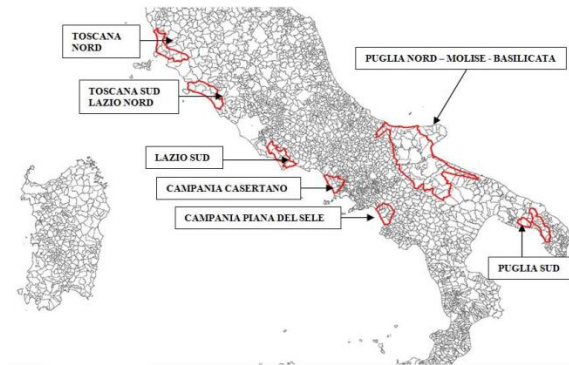 TOSCANA
NORD
PUGLIA NORD – MOLISE - BASILICATA
TOSCANA SUD
LAZIO NORD
LAZIO SUD
CAMPANIA CASERTANO
CAMPANIA PIANA DEL SELE
PUGLIA SUD